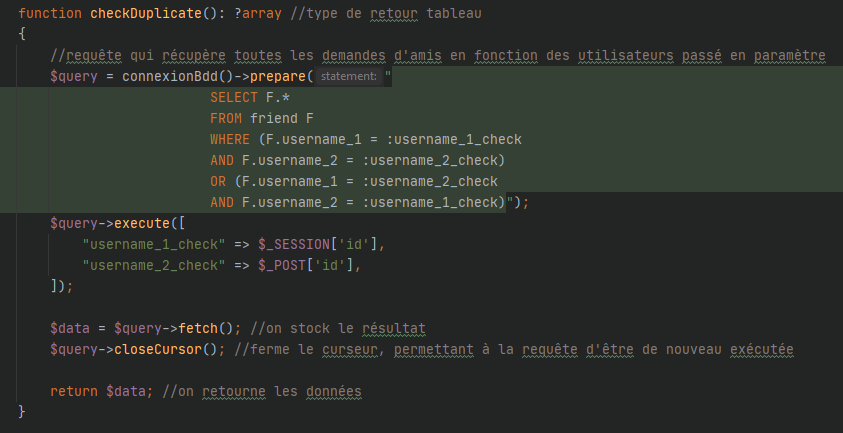 function checkDuplicate(): ?array //type de retour tableau
{
//requête qui récupère toutes les demandes d'amis en fonction des utilisateurs passé en paramètre
$query = connexionBdd()->prepare( statement: "
SELECT F.*
FROM friend F
WHERE (F.username_1 = :username_1_check
AND F.username_2 = :username_2_check)
OR (F.username_1 = :username_2_check
AND F.username_2 = :username_1_check)");
$query->execute([
"username_1_check" => $_SESSION['id'],
"username_2_check" => $_POST['id'],
]);
$data = $query->fetch(); //on stock le résultat
$query->closeCursor(); //ferme le curseur, permettant à la requête d'être de nouveau exécutée
return $data; //on retourne les données
}